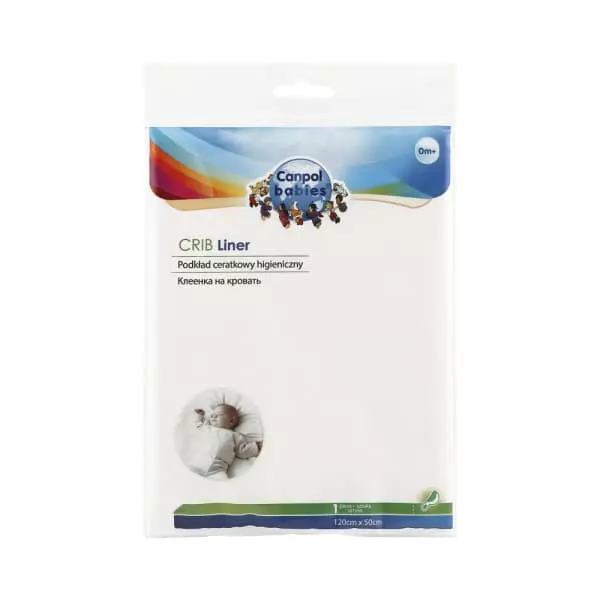 0m+
Canpol
babies
CRIB Liner
Podkład ceratkowy higieniczny
Клеенка на кровать
1
120cm x 50cm